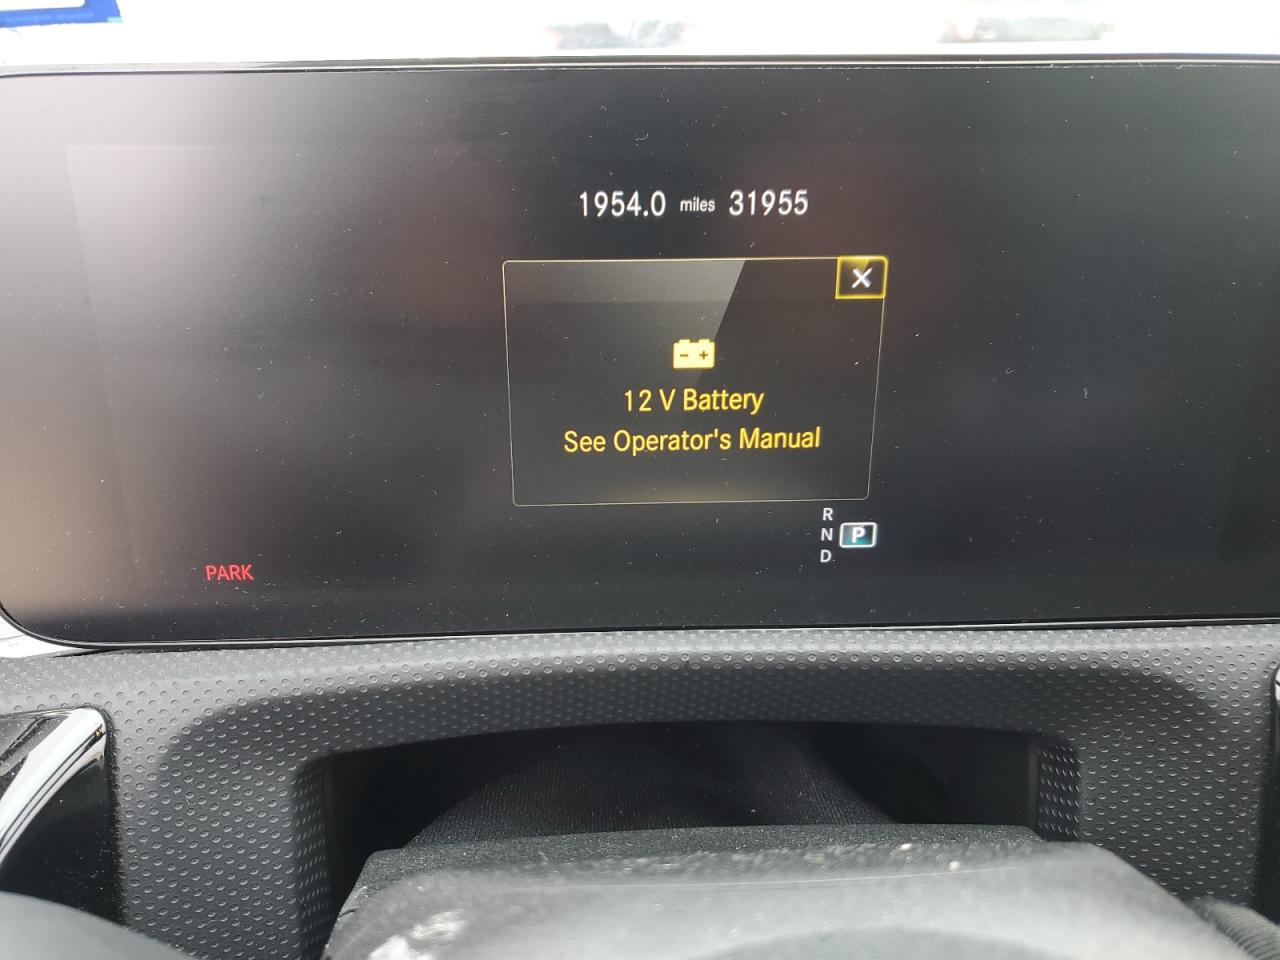 1954.0 miles 31955
X
12 V Battery
See Operator's Manual
R
N P
D
PARK